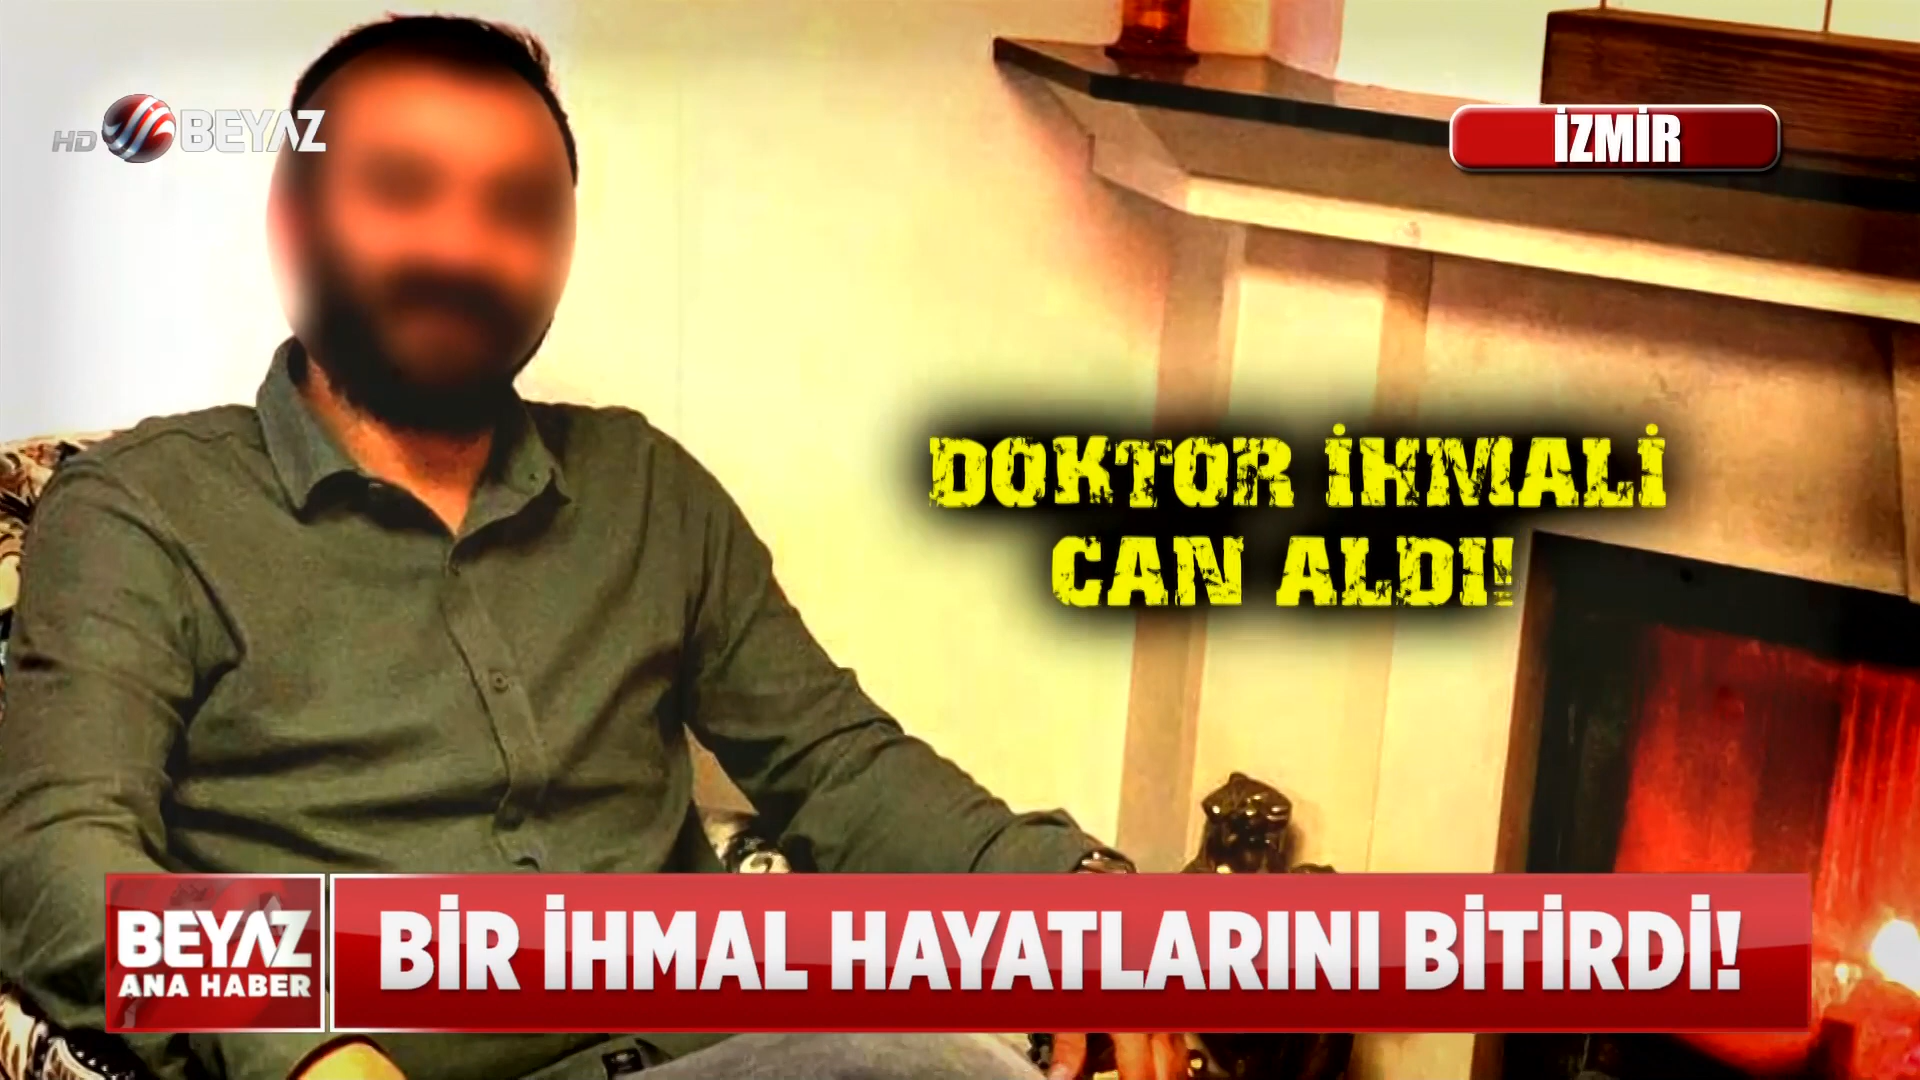 HD BEYAZ
İZMİR
DOKTOR İHMALİ
CAN ALDI!
BEYAZ
ANA HABER
BİR İHMAL HAYATLARINI BİTİRDİ!